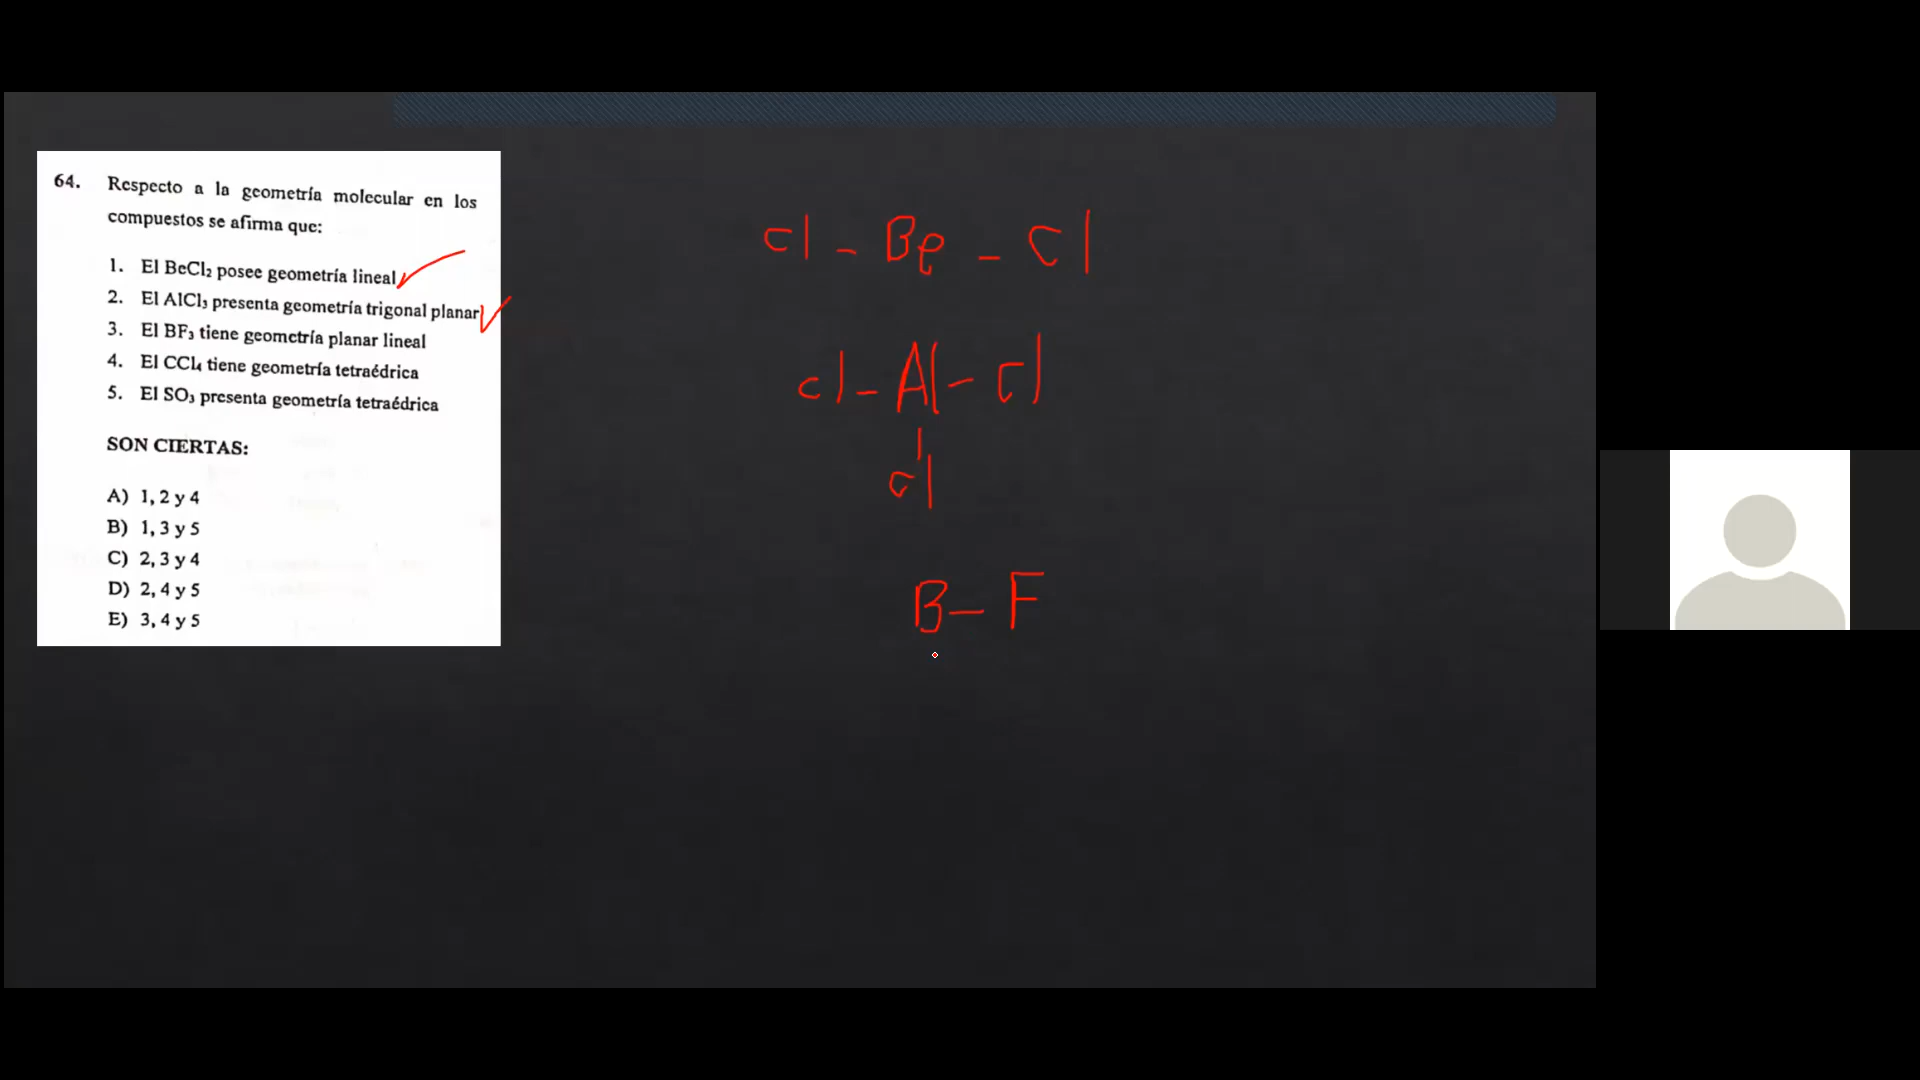 64. Respecto a la geometría molecular en los
compuestos se afirma que:
1. El BeCl₂ posee geometría lineal
2. El AlCl₃ presenta geometría trigonal planar
3. El BF₃ tiene geometría planar lineal
4. El CCl₄ tiene geometría tetraédrica
5. El SO₃ presenta geometría tetraédrica
SON CIERTAS:
A) 1, 2 y 4
B) 1, 3 y 5
C) 2, 3 y 4
D) 2, 4 y 5
E) 3, 4 y 5
Cl - Be - Cl
Cl - Al - Cl
Cl
B - F